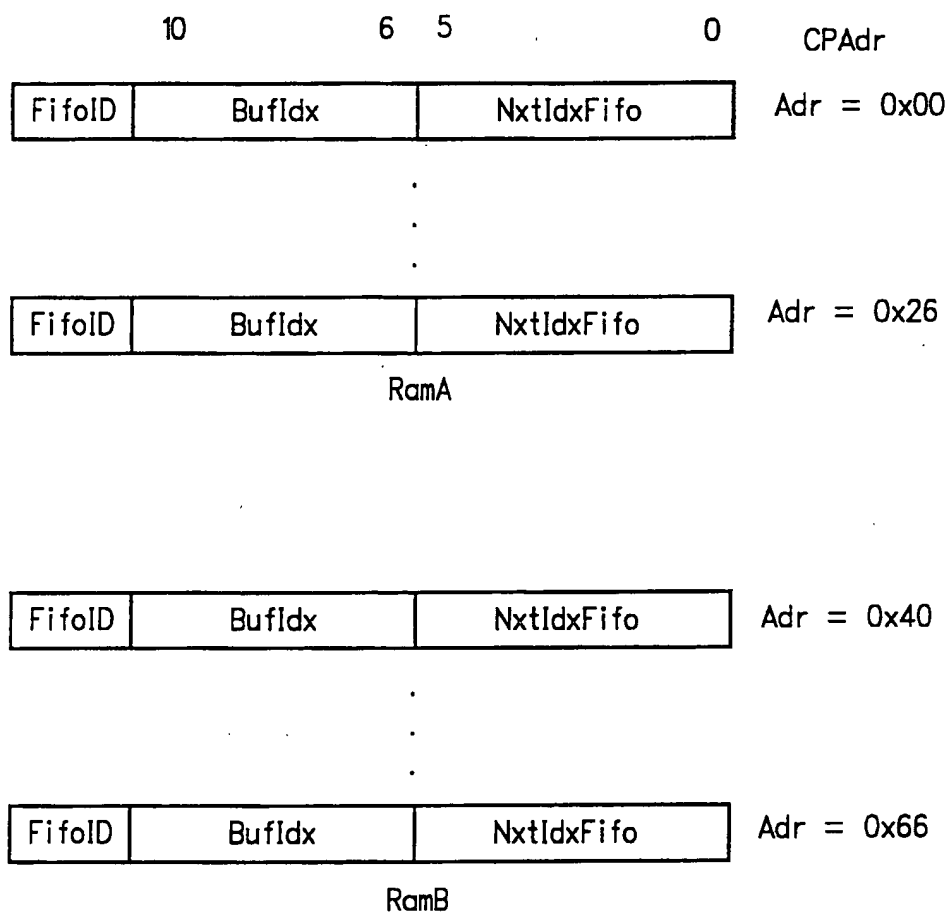 10 6 5 0 CPAdr
FifoID BufIdx NxtIdxFifo Adr = 0x00
FifoID BufIdx NxtIdxFifo Adr = 0x26
RamA
FifoID BufIdx NxtIdxFifo Adr = 0x40
FifoID BufIdx NxtIdxFifo Adr = 0x66
RamB